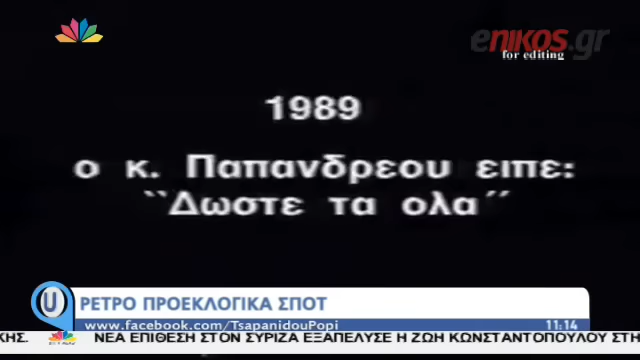 enikos.gr
for editing
1989
ο κ. Παπανδρεου ειπε:
``Δωστε τα ολα΄΄
U
ΡΕΤΡΟ ΠΡΟΕΚΛΟΓΙΚΑ ΣΠΟΤ
www.facebook.com/TsapanidouPopi
11:14
ΚΗΣ. ΝΕΑ ΕΠΙΘΕΣΗ ΣΤΟΝ ΣΥΡΙΖΑ ΕΞΑΠΕΛΥΣΕ Η ΖΩΗ ΚΩΝΣΤΑΝΤΟΠΟΥΛΟΥ ΣΤΗ